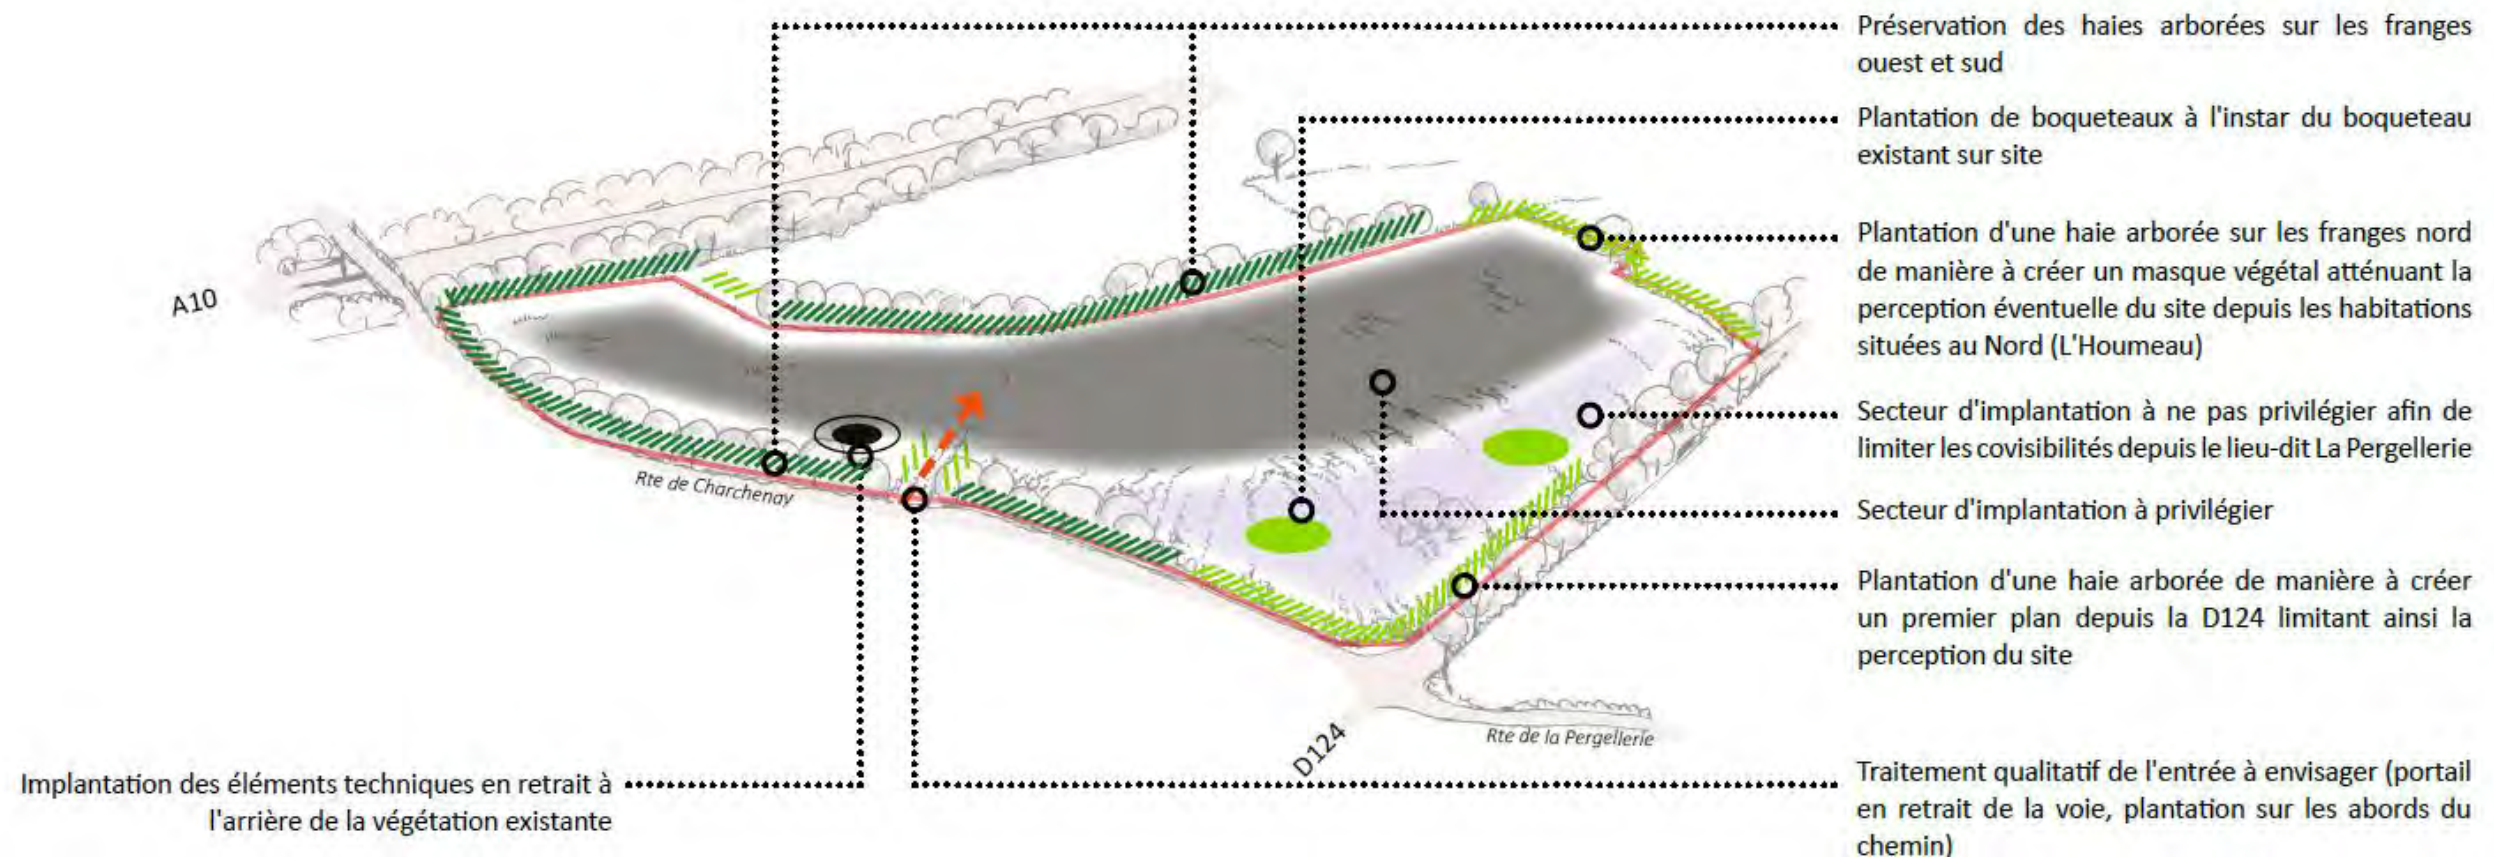 Préservation des haies arborées sur les franges
ouest et sud
Plantation de boqueteaux à l'instar du boqueteau
existant sur site
Plantation d'une haie arborée sur les franges nord
de manière à créer un masque végétal atténuant la
perception éventuelle du site depuis les habitations
situées au Nord (L'Houmeau)
Secteur d'implantation à ne pas privilégier afin de
limiter les covisibilités depuis le lieu-dit La Pergellerie
Secteur d'implantation à privilégier
Plantation d'une haie arborée de manière à créer
un premier plan depuis la D124 limitant ainsi la
perception du site
Traitement qualitatif de l'entrée à envisager (portail
en retrait de la voie, plantation sur les abords du
chemin)
A10
Rte de Charchenay
D124
Rte de la Pergellerie
Implantation des éléments techniques en retrait à
l'arrière de la végétation existante